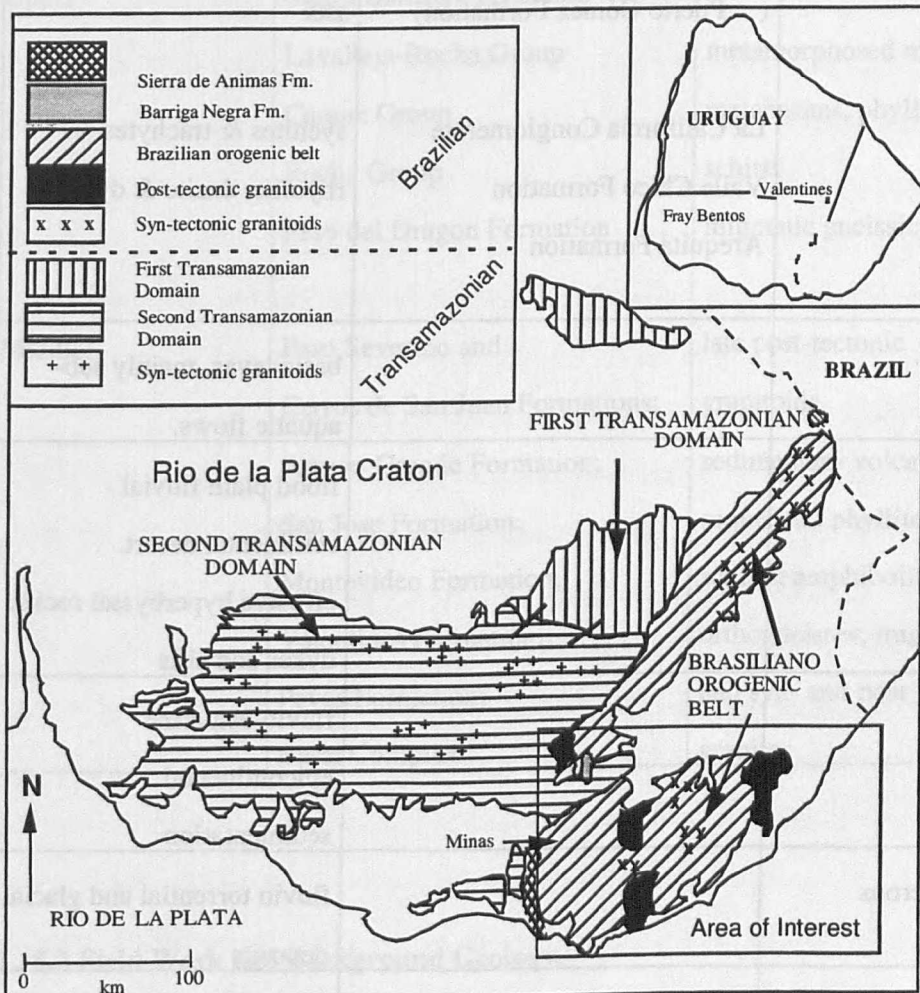 Sierra de Animas Fm.
Barriga Negra Fm.
Brazilian orogenic belt
Post-tectonic granitoids
Syn-tectonic granitoids
Brazilian
First Transamazonian
Domain
Second Transamazonian
Domain
Syn-tectonic granitoids
Transamazonian
URUGUAY
Valentines
Fray Bentos
BRAZIL
FIRST TRANSAMAZONIAN
DOMAIN
Rio de la Plata Craton
SECOND TRANSAMAZONIAN
DOMAIN
BRASILIANO
OROGENIC
BELT
N
Minas
RIO DE LA PLATA
Area of Interest
0 100
km